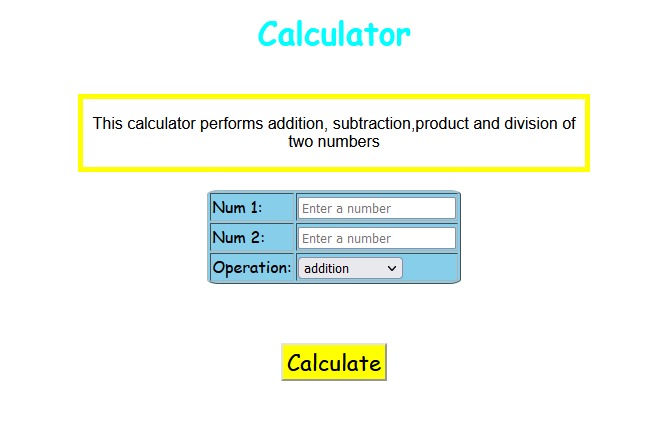 Calculator
This calculator performs addition, subtraction,product and division of
two numbers
Num 1: Enter a number
Num 2: Enter a number
Operation: addition
Calculate